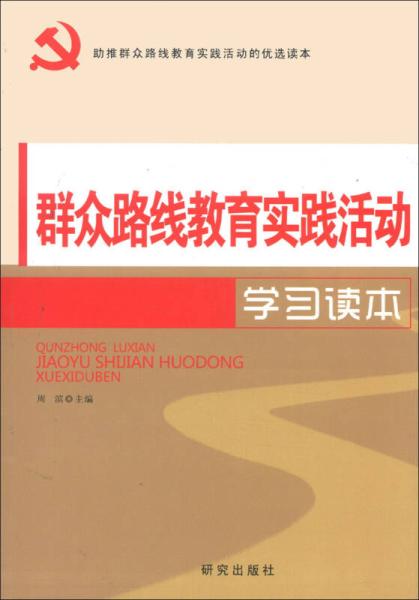 助推群众路线教育实践活动的优选读本
群众路线教育实践活动
学习读本
QUNZHONG LUXIAN
JIAOYU SHIJIAN HUODONG
XUEXIDUBEN
周 滨 主编
研究出版社